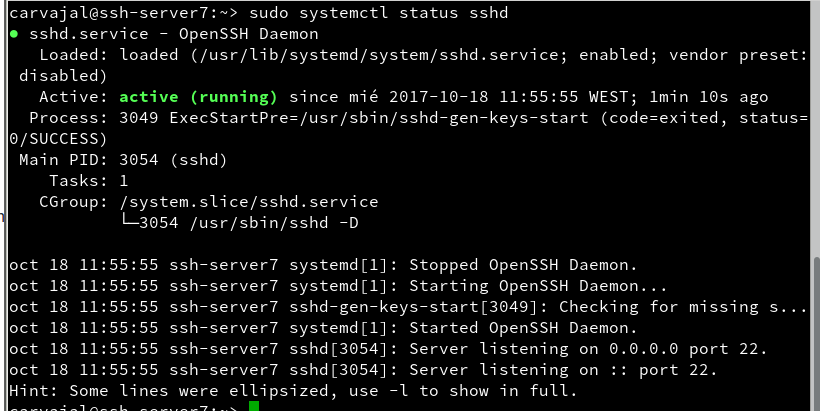 carvajal@ssh-server7:~> sudo systemctl status sshd
● sshd.service - OpenSSH Daemon
   Loaded: loaded (/usr/lib/systemd/system/sshd.service; enabled; vendor preset:
 disabled)
   Active: active (running) since mié 2017-10-18 11:55:55 WEST; 1min 10s ago
  Process: 3049 ExecStartPre=/usr/sbin/sshd-gen-keys-start (code=exited, status=
0/SUCCESS)
 Main PID: 3054 (sshd)
    Tasks: 1
   CGroup: /system.slice/sshd.service
           └─3054 /usr/sbin/sshd -D

oct 18 11:55:55 ssh-server7 systemd[1]: Stopped OpenSSH Daemon.
oct 18 11:55:55 ssh-server7 systemd[1]: Starting OpenSSH Daemon...
oct 18 11:55:55 ssh-server7 sshd-gen-keys-start[3049]: Checking for missing s...
oct 18 11:55:55 ssh-server7 systemd[1]: Started OpenSSH Daemon.
oct 18 11:55:55 ssh-server7 sshd[3054]: Server listening on 0.0.0.0 port 22.
oct 18 11:55:55 ssh-server7 sshd[3054]: Server listening on :: port 22.
Hint: Some lines were ellipsized, use -l to show in full.
carvajal@ssh-server7:~>